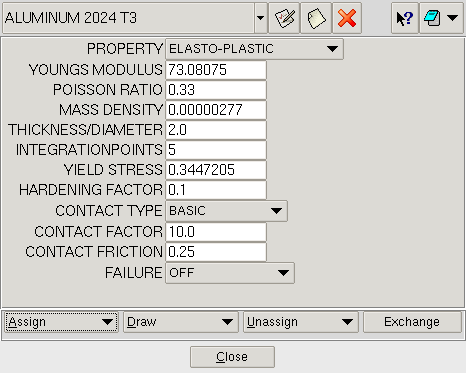 ALUMINUM 2024 T3
PROPERTY ELASTO-PLASTIC
YOUNGS MODULUS 73.08075
POISSON RATIO 0.33
MASS DENSITY 0.00000277
THICKNESS/DIAMETER 2.0
INTEGRATIONPOINTS 5
YIELD STRESS 0.3447205
HARDENING FACTOR 0.1
CONTACT TYPE BASIC
CONTACT FACTOR 10.0
CONTACT FRICTION 0.25
FAILURE OFF
Assign Draw Unassign Exchange
Close